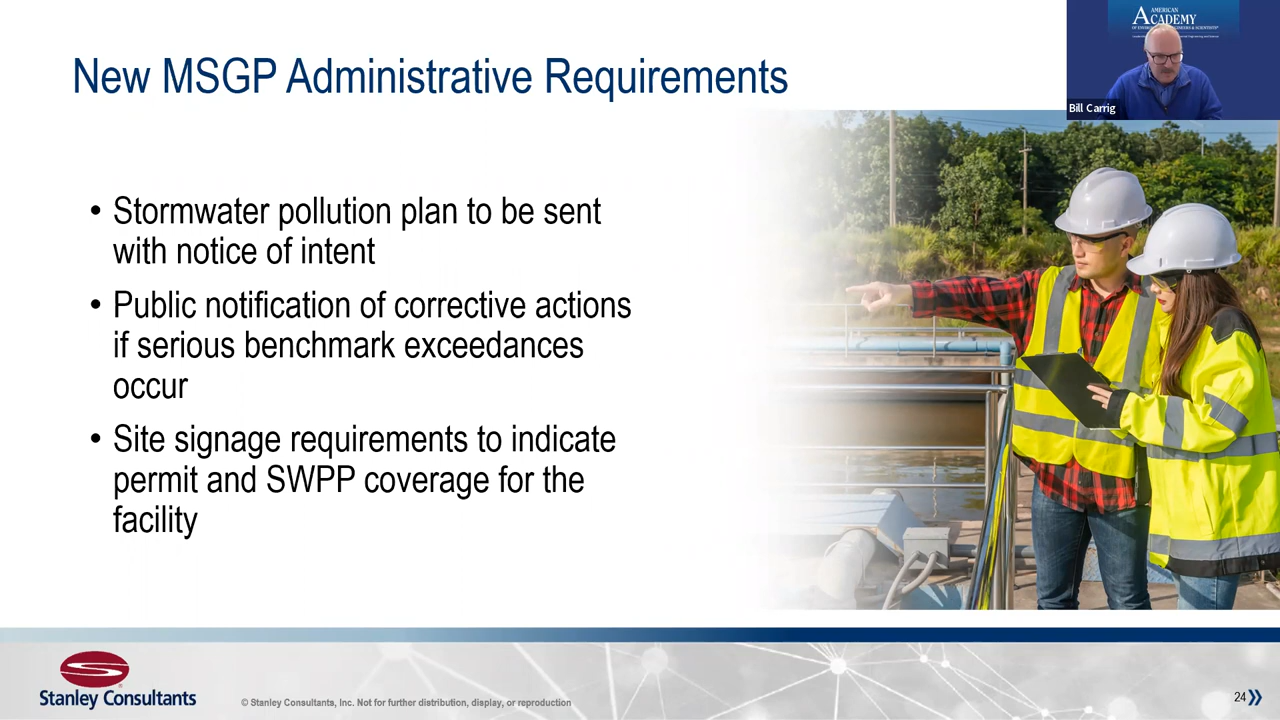 New MSGP Administrative Requirements
AMERICAN
ACADEMY
Bill Carrig
• Stormwater pollution plan to be sent
with notice of intent
• Public notification of corrective actions
if serious benchmark exceedances
occur
• Site signage requirements to indicate
permit and SWPP coverage for the
facility
Stanley Consultants
© Stanley Consultants, Inc. Not for further distribution, display, or reproduction
24